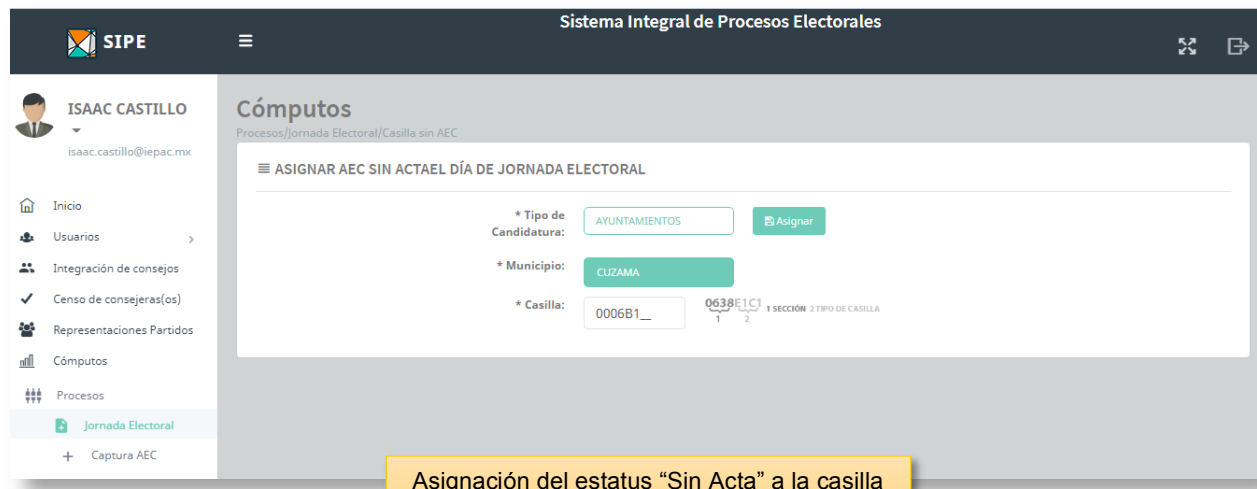 Sistema Integral de Procesos Electorales
SIPE
ISAAC CASTILLO
isaac.castillo@iepac.mx
Inicio
Usuarios
Integración de consejos
Censo de consejeras(os)
Representaciones Partidos
Cómputos
Procesos
Jornada Electoral
+ Captura AEC
Cómputos
Procesos/Jornada Electoral/Casilla sin AEC
ASIGNAR AEC SIN ACTAEL DÍA DE JORNADA ELECTORAL
* Tipo de
Candidatura:
AYUNTAMIENTOS
Asignar
* Municipio:
CUZAMA
* Casilla:
0006B1__
0638E1C1
1 2
1 SECCIÓN 2 TIPO DE CASILLA
Asignación del estatus “Sin Acta” a la casilla